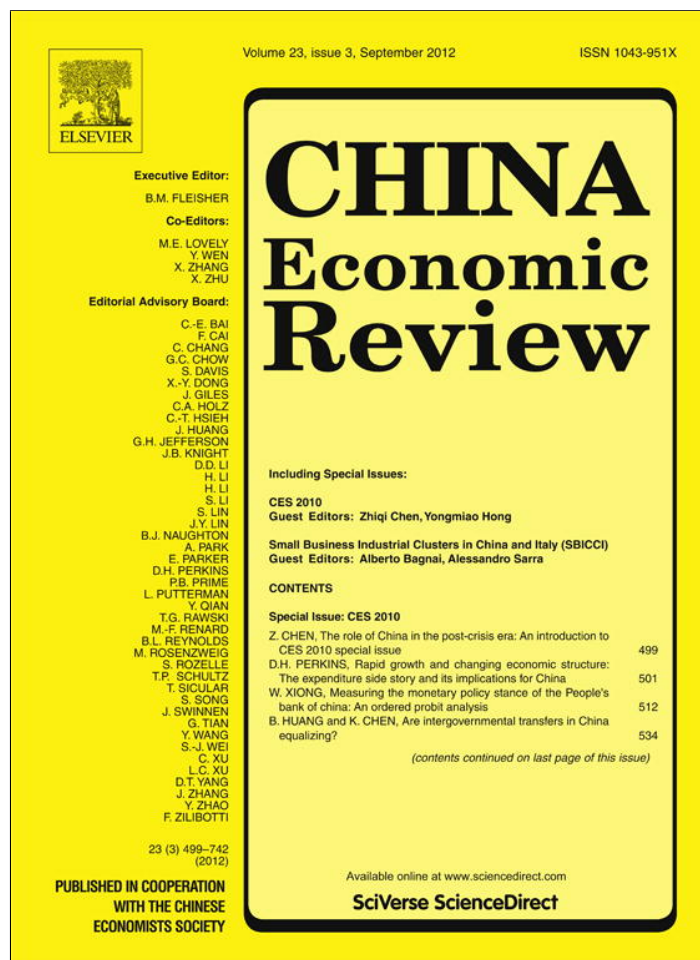 Volume 23, issue 3, September 2012
ISSN 1043-951X
ELSEVIER
Executive Editor:
B.M. FLEISHER
Co-Editors:
M.E. LOVELY
Y. WEN
X. ZHANG
X. ZHU
Editorial Advisory Board:
C.-E. BAI
F. CAI
C. CHANG
G.C. CHOW
S. DAVIS
X.-Y. DONG
J. GILES
C.A. HOLZ
C.-T. HSIEH
J. HUANG
G.H. JEFFERSON
J.B. KNIGHT
D.D. LI
H. LI
H. LI
S. LI
S. LIN
J.Y. LIN
B.J. NAUGHTON
A. PARK
E. PARKER
D.H. PERKINS
P.B. PRIME
L. PUTTERMAN
Y. QIAN
T.G. RAWSKI
M.-F. RENARD
B.L. REYNOLDS
M. ROSENZWEIG
S. ROZELLE
T.P. SCHULTZ
T. SICULAR
S. SONG
J. SWINNEN
G. TIAN
Y. WANG
S.-J. WEI
C. XU
L.C. XU
D.T. YANG
J. ZHANG
Y. ZHAO
F. ZILIBOTTI
23 (3) 499–742
(2012)
PUBLISHED IN COOPERATION
WITH THE CHINESE
ECONOMISTS SOCIETY
CHINA
Economic
Review
Including Special Issues:
CES 2010
Guest Editors: Zhiqi Chen, Yongmiao Hong
Small Business Industrial Clusters in China and Italy (SBICCI)
Guest Editors: Alberto Bagnai, Alessandro Sarra
CONTENTS
Special Issue: CES 2010
Z. CHEN, The role of China in the post-crisis era: An introduction to
CES 2010 special issue 499
D.H. PERKINS, Rapid growth and changing economic structure:
The expenditure side story and its implications for China 501
W. XIONG, Measuring the monetary policy stance of the People's
bank of china: An ordered probit analysis 512
B. HUANG and K. CHEN, Are intergovernmental transfers in China
equalizing? 534
(contents continued on last page of this issue)
Available online at www.sciencedirect.com
SciVerse ScienceDirect